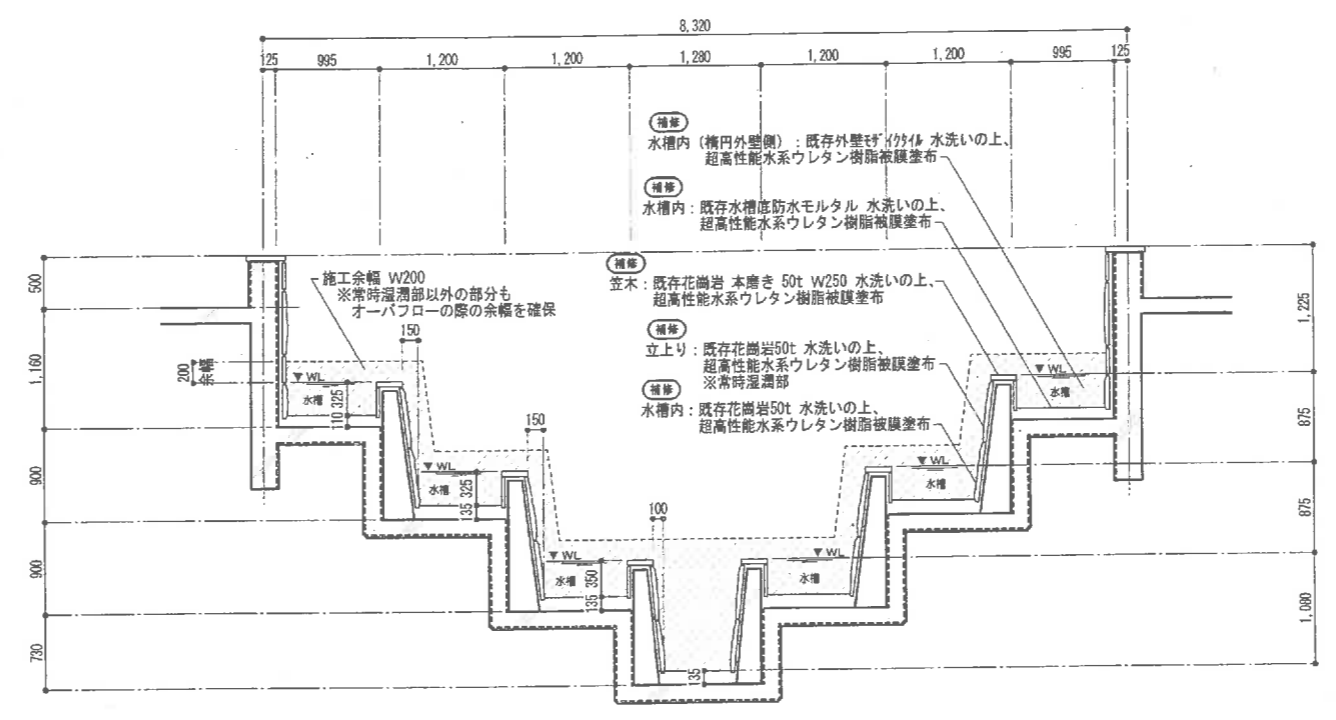 8,320
125 995 1,200 1,200 1,280 1,200 1,200 995 125
補修
水槽内(楕円外壁側):既存外壁ﾓｻﾞｲｸﾀｲﾙ 水洗いの上、
超高性能水系ウレタン樹脂被膜塗布
補修
水槽内:既存水槽底防水モルタル 水洗いの上、
超高性能水系ウレタン樹脂被膜塗布
補修
笠木:既存花崗岩 本磨き 50t W250 水洗いの上、
超高性能水系ウレタン樹脂被膜塗布
補修
立上り:既存花崗岩50t 水洗いの上、
超高性能水系ウレタン樹脂被膜塗布
※常時湿潤部
補修
水槽内:既存花崗岩50t 水洗いの上、
超高性能水系ウレタン樹脂被膜塗布
施工余幅 W200
※常時湿潤部以外の部分も
オーバフローの際の余幅を確保
500
1,160
900
900
730
200
余幅
150
WL
水槽
325
110
150
WL
水槽
325
135
100
WL
水槽
350
135
135
WL
水槽
WL
水槽
WL
水槽
1,225
875
875
1,080